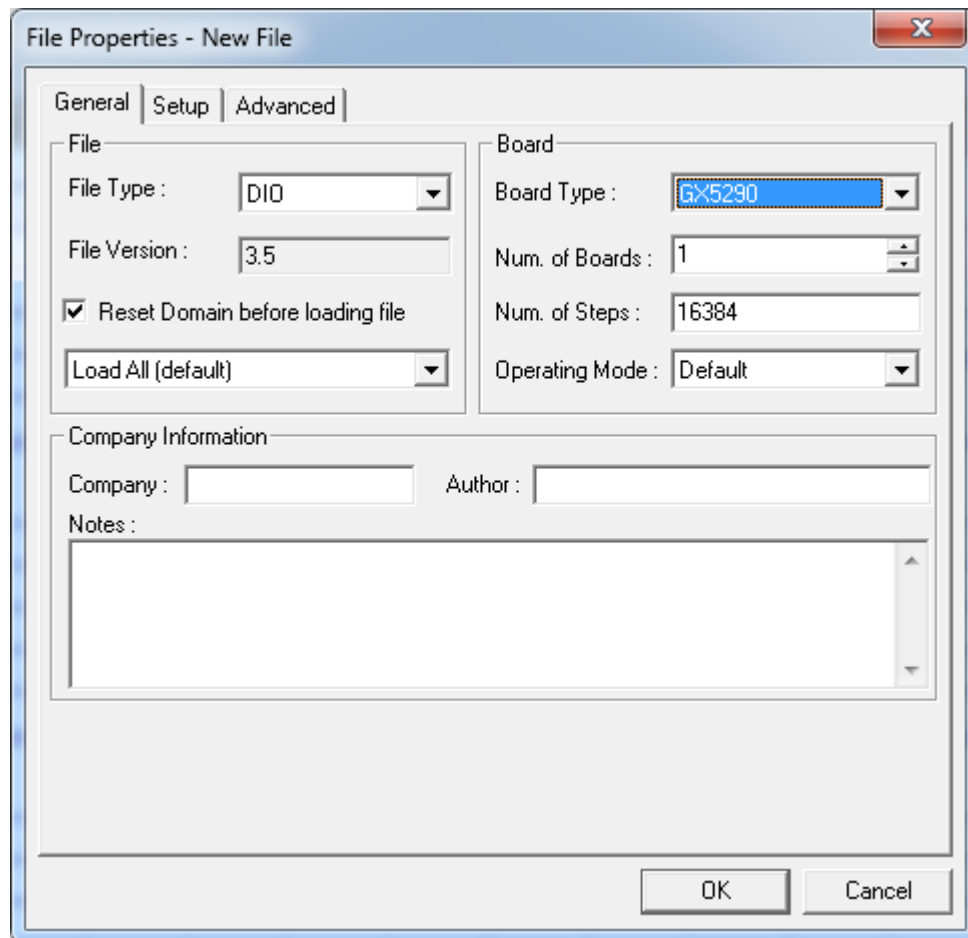 File Properties - New File
General Setup Advanced
File
File Type : DIO
File Version : 3.5
Reset Domain before loading file
Load All (default)
Board
Board Type : GX5290
Num. of Boards : 1
Num. of Steps : 16384
Operating Mode : Default
Company Information
Company : Author :
Notes :
OK Cancel